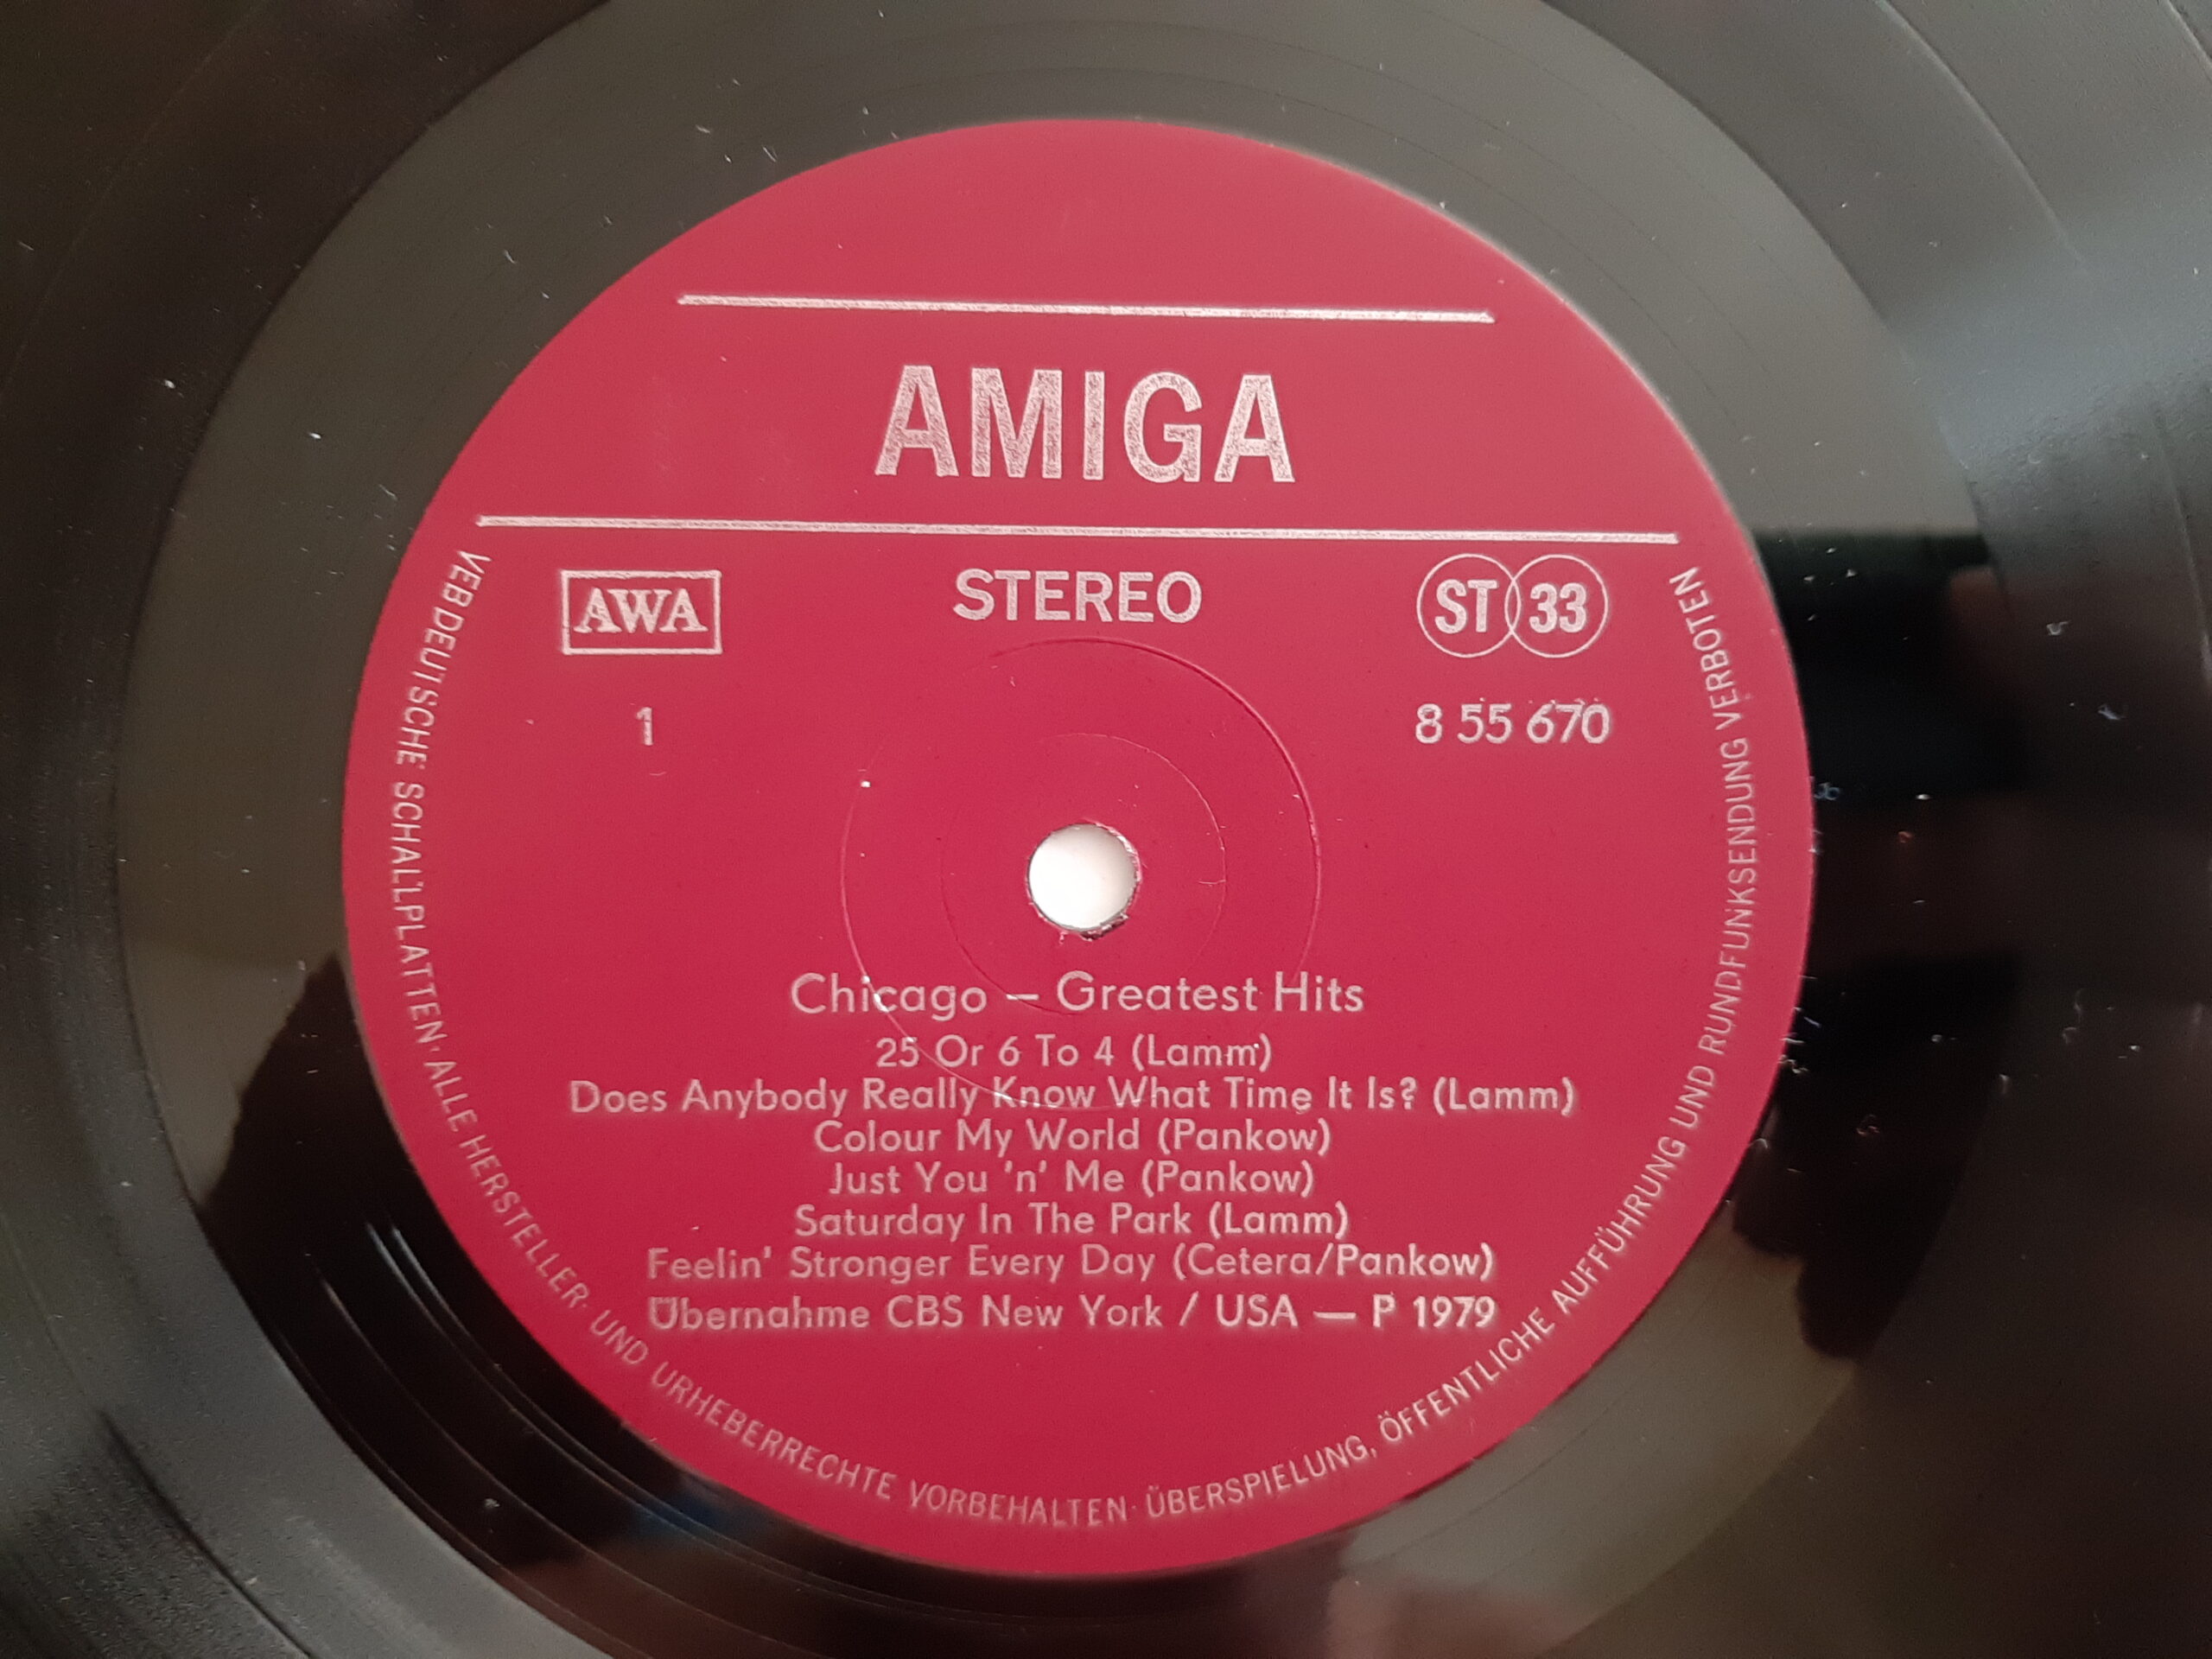 AMIGA
AWA
STEREO
ST 33
1
8 55 670
Chicago – Greatest Hits
25 Or 6 To 4 (Lamm)
Does Anybody Really Know What Time It Is? (Lamm)
Colour My World (Pankow)
Just You 'n' Me (Pankow)
Saturday In The Park (Lamm)
Feelin' Stronger Every Day (Cetera/Pankow)
Übernahme CBS New York / USA — P 1979
VEB DEUTSCHE SCHALLPLATTEN · ALLE HERSTELLER- UND URHEBERRECHTE VORBEHALTEN · ÜBERSPIELUNG, ÖFFENTLICHE AUFFÜHRUNG UND RUNDFUNKSENDUNG VERBOTEN